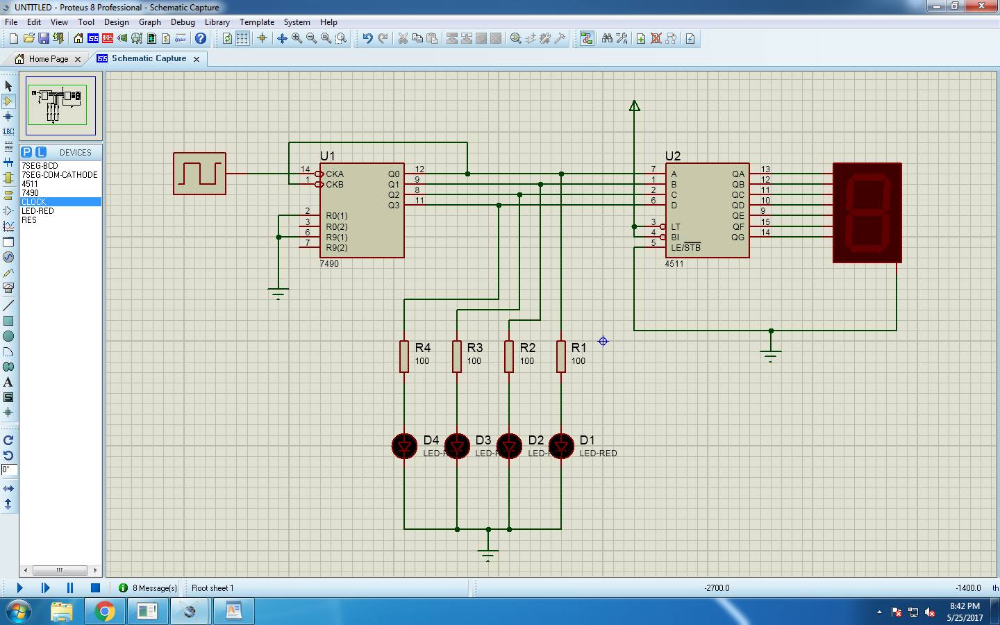 UNTITLED - Proteus 8 Professional - Schematic Capture
File Edit View Tool Design Graph Debug Library Template System Help
ISIS ARES $ ?
Home Page Schematic Capture
LBL
P L DEVICES
7SEG-BCD
7SEG-COM-CATHODE
4511
7490
CLOCK
LED-RED
RES
A
S
0°
U1
14 CKA Q0 12
1 CKB Q1 9
Q2 8
Q3 11
2 R0(1)
3 R0(2)
6 R9(1)
7 R9(2)
7490
U2
7 A QA 13
1 B QB 12
2 C QC 11
6 D QD 10
QE 9
3 LT QF 15
4 BI QG 14
5 LE/STB
4511
R4 R3 R2 R1
100 100 100 100
D4 D3 D2 D1
LED-R LED-R LED-R LED-RED
8 Message(s) Root sheet 1 -2700.0 -1400.0 th
8:42 PM
5/25/2017